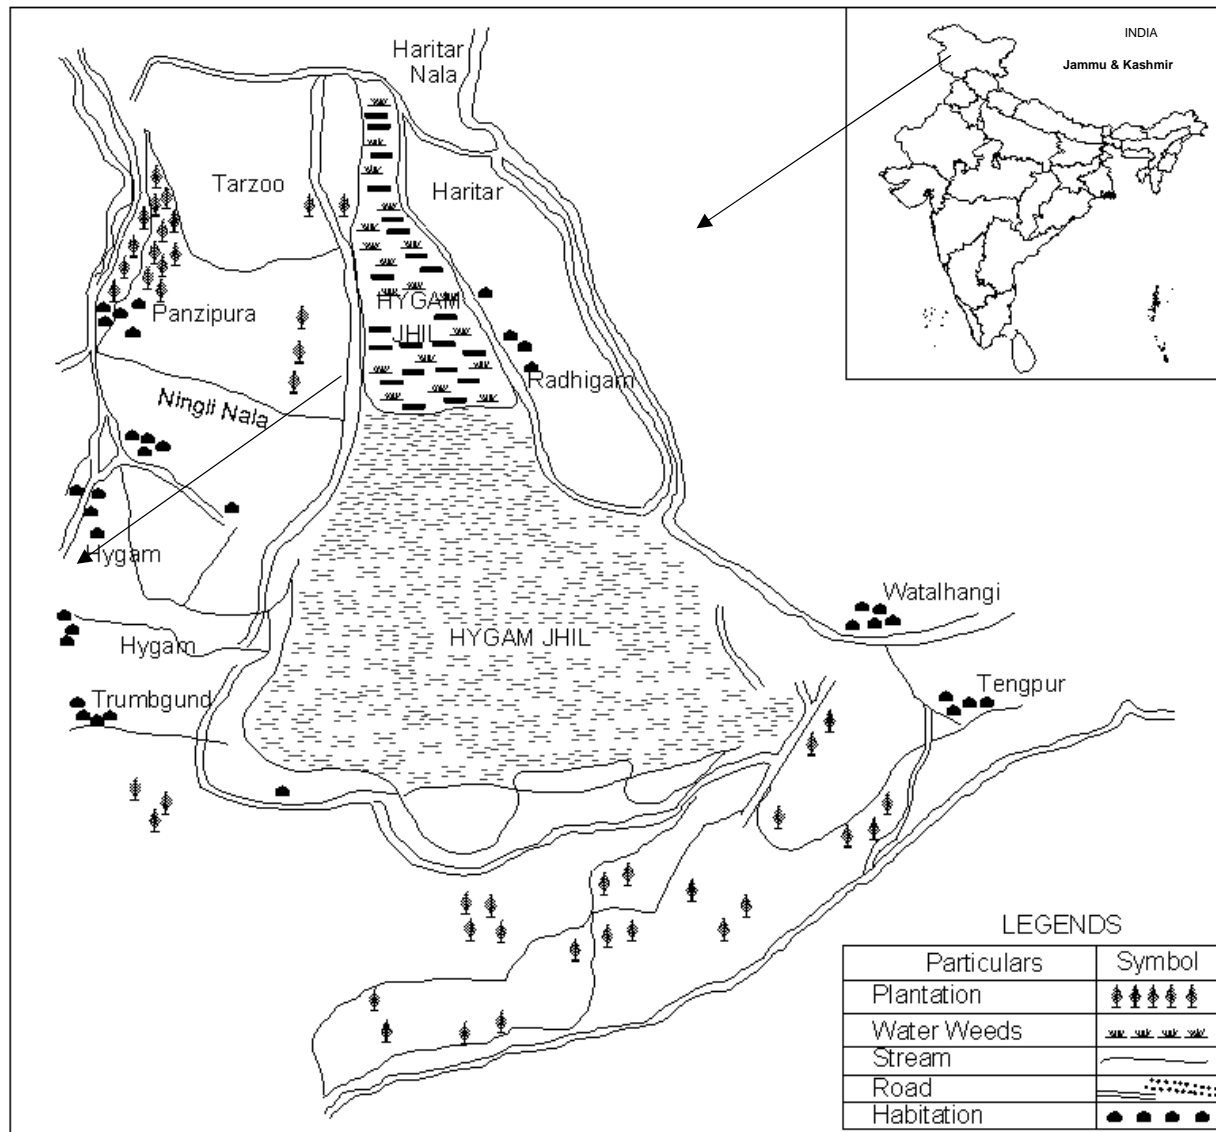 Haritar
Nala
INDIA
Jammu & Kashmir
Tarzoo
Haritar
HYGAM
JHIL
Panzipura
Radhigam
Ningli Nala
Hygam
Watalhangi
Hygam
HYGAM JHIL
Tengpur
Trumbgund
LEGENDS
Particulars Symbol
Plantation
Water Weeds
Stream
Road
Habitation